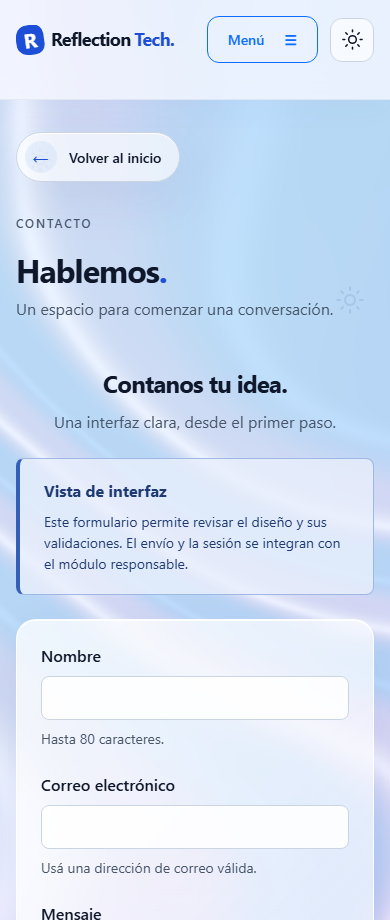 R Reflection Tech.
Menú ☰
← Volver al inicio
CONTACTO
Hablemos.
Un espacio para comenzar una conversación.
Contanos tu idea.
Una interfaz clara, desde el primer paso.
Vista de interfaz
Este formulario permite revisar el diseño y sus
validaciones. El envío y la sesión se integran con
el módulo responsable.
Nombre
Hasta 80 caracteres.
Correo electrónico
Usá una dirección de correo válida.
Mensaje